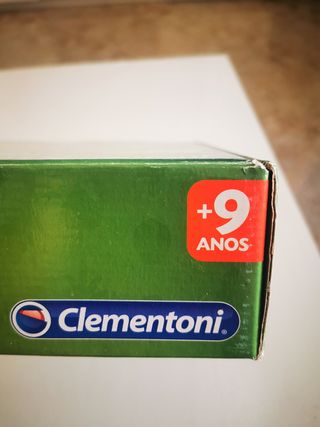 +9
ANOS
Clementoni®